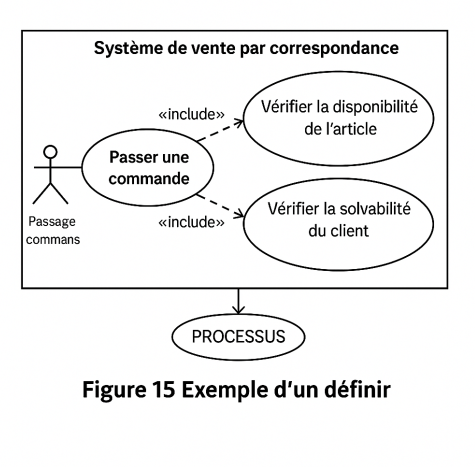 Système de vente par correspondance
«include»
Vérifier la disponibilité
de l'article
Passer une
commande
Passage
commans
«include»
Vérifier la solvabilité
du client
PROCESSUS
Figure 15 Exemple d'un définir